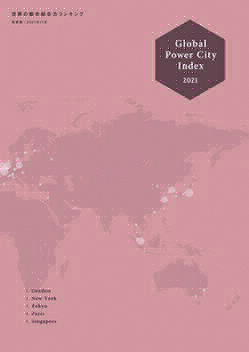 世界の都市総合力ランキング
Global
Power City
Index
2021
1. London
2. New York
3. Tokyo
4. Paris
5. Singapore